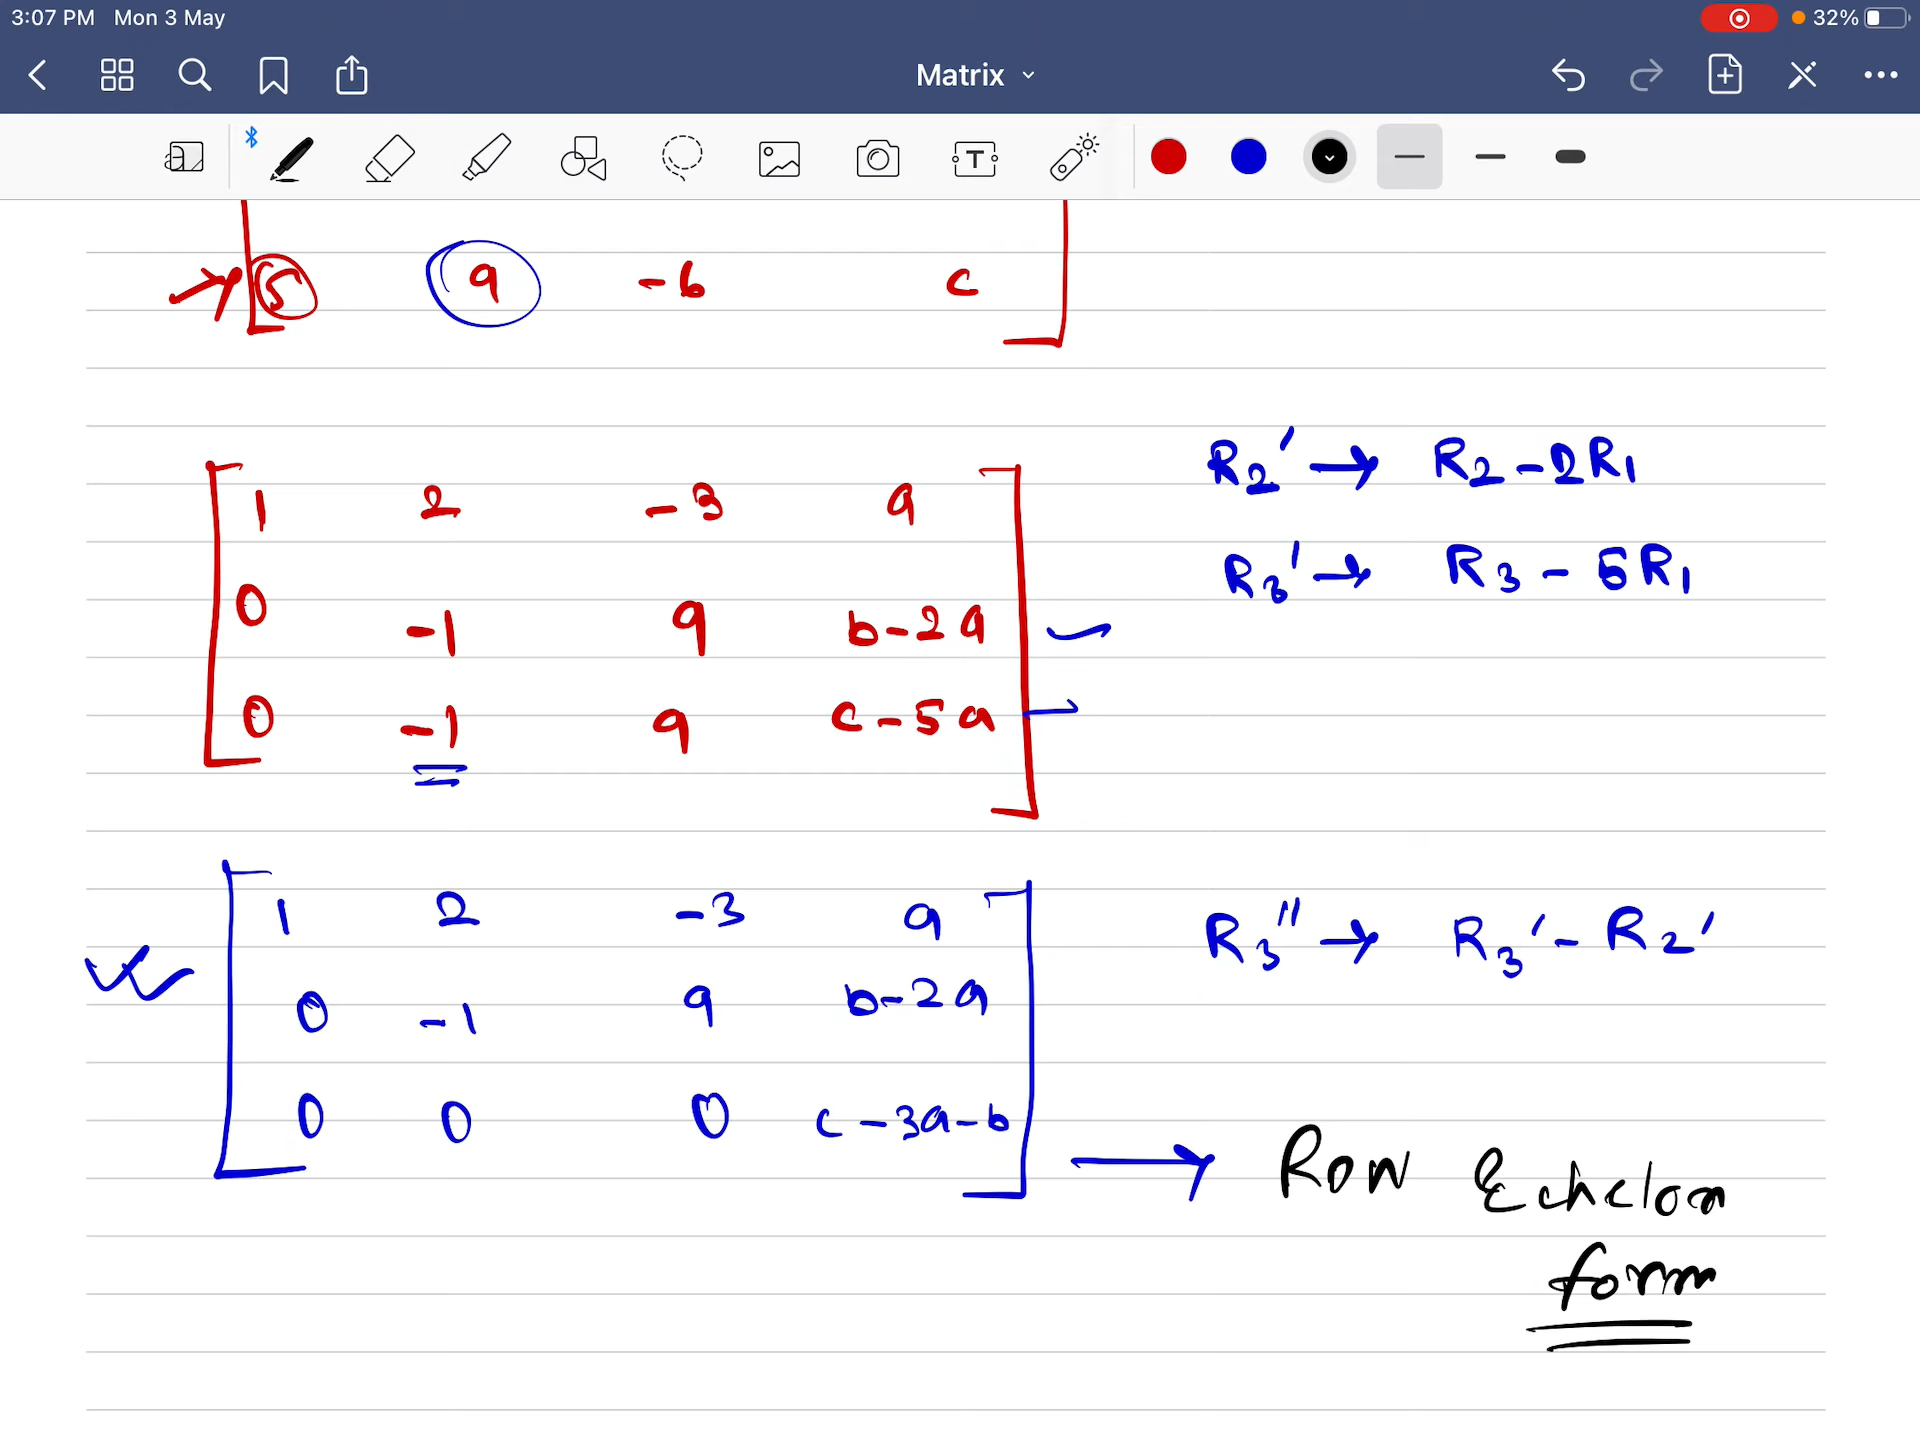 3:07 PM Mon 3 May 32%
Matrix
5 9 -6 c
1 2 -3 a
0 -1 9 b-2a
0 -1 9 c-5a
R2' → R2 - 2R1
R3' → R3 - 5R1
1 2 -3 a
0 -1 9 b-2a
0 0 0 c-3a-b
R3'' → R3' - R2'
→ Row Echelon
form